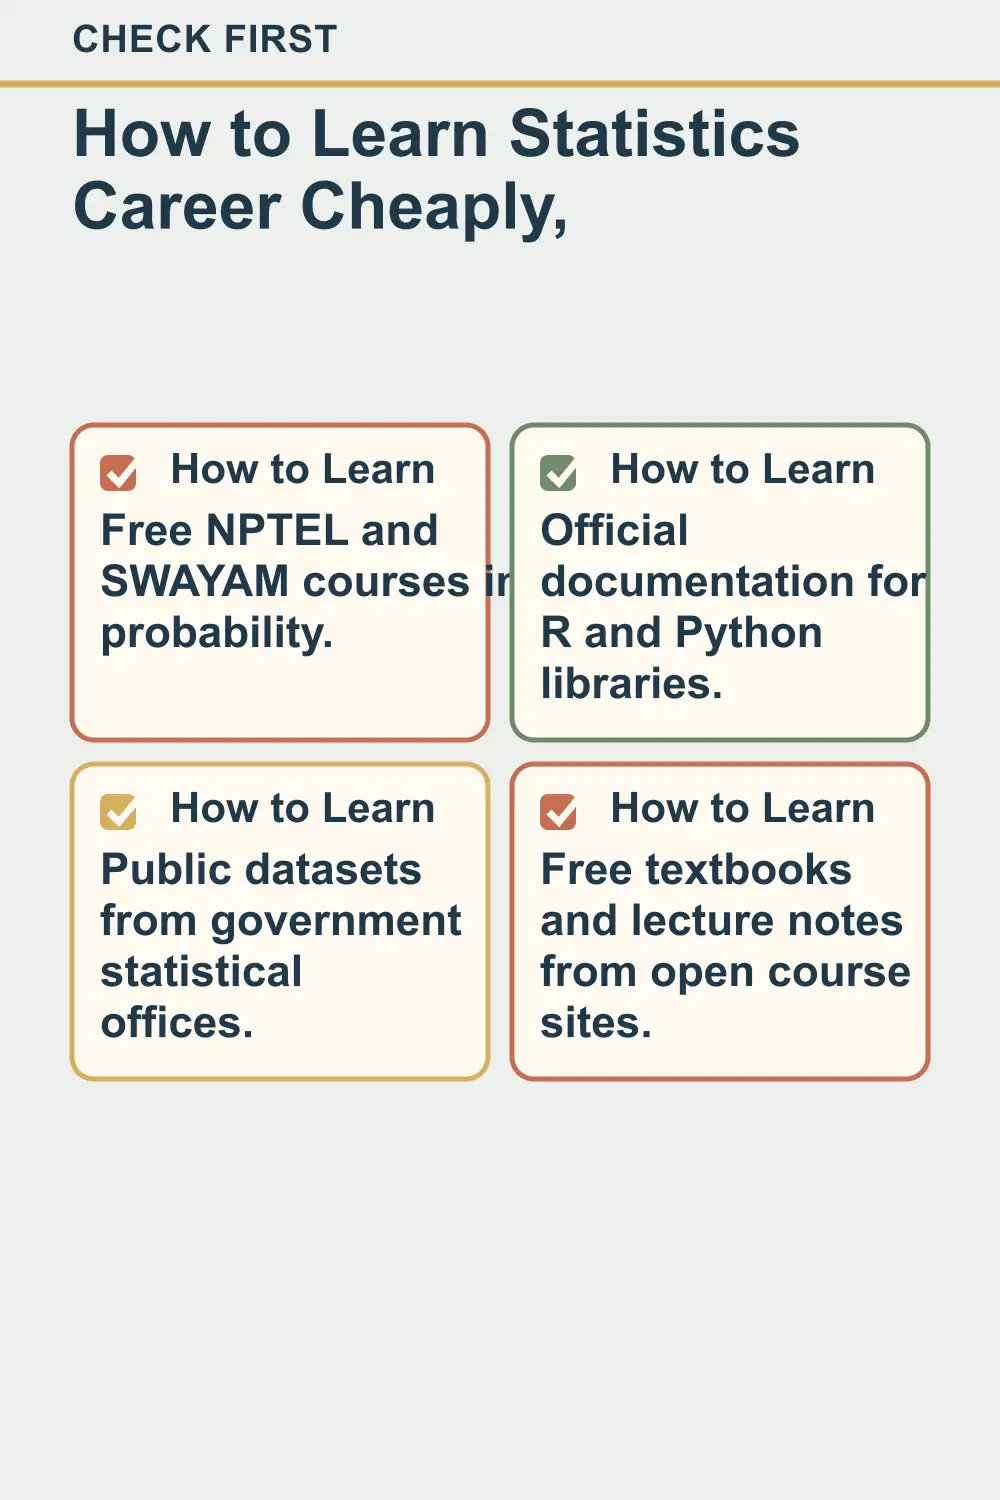 CHECK FIRST
How to Learn Statistics
Career Cheaply,
How to Learn
Free NPTEL and
SWAYAM courses in
probability.
How to Learn
Official
documentation for
R and Python
libraries.
How to Learn
Public datasets
from government
statistical
offices.
How to Learn
Free textbooks
and lecture notes
from open course
sites.